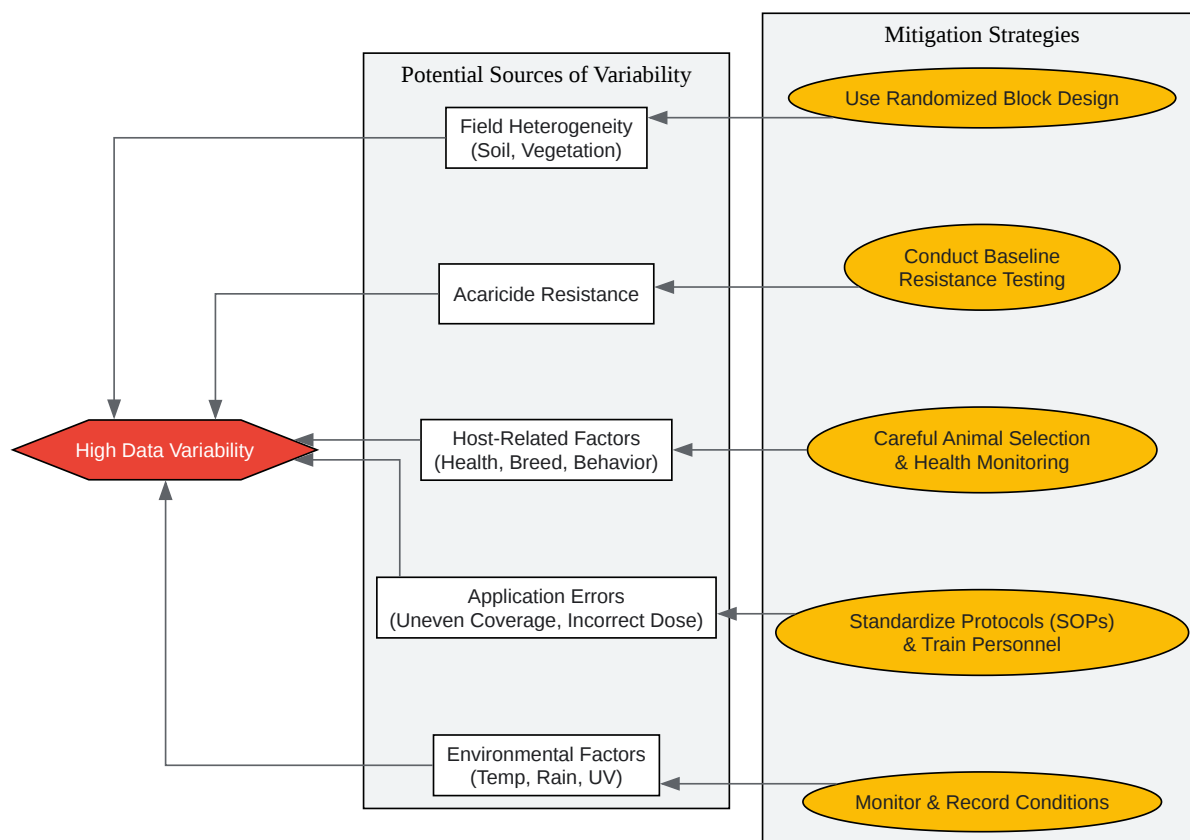 Mitigation Strategies
Potential Sources of Variability
Use Randomized Block Design
Field Heterogeneity
(Soil, Vegetation)
Conduct Baseline
Resistance Testing
Acaricide Resistance
High Data Variability
Host-Related Factors
(Health, Breed, Behavior)
Careful Animal Selection
& Health Monitoring
Application Errors
(Uneven Coverage, Incorrect Dose)
Standardize Protocols (SOPs)
& Train Personnel
Environmental Factors
(Temp, Rain, UV)
Monitor & Record Conditions